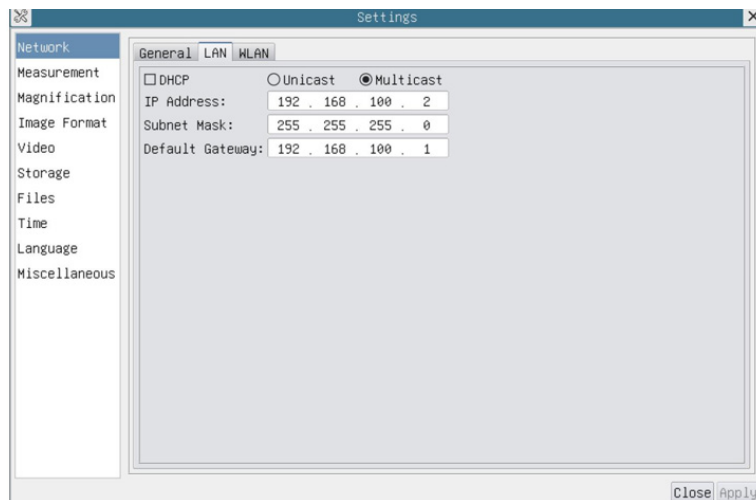 Settings
Network
Measurement
Magnification
Image Format
Video
Storage
Files
Time
Language
Miscellaneous
General LAN WLAN
DHCP Unicast Multicast
IP Address: 192 . 168 . 100 . 2
Subnet Mask: 255 . 255 . 255 . 0
Default Gateway: 192 . 168 . 100 . 1
Close Apply